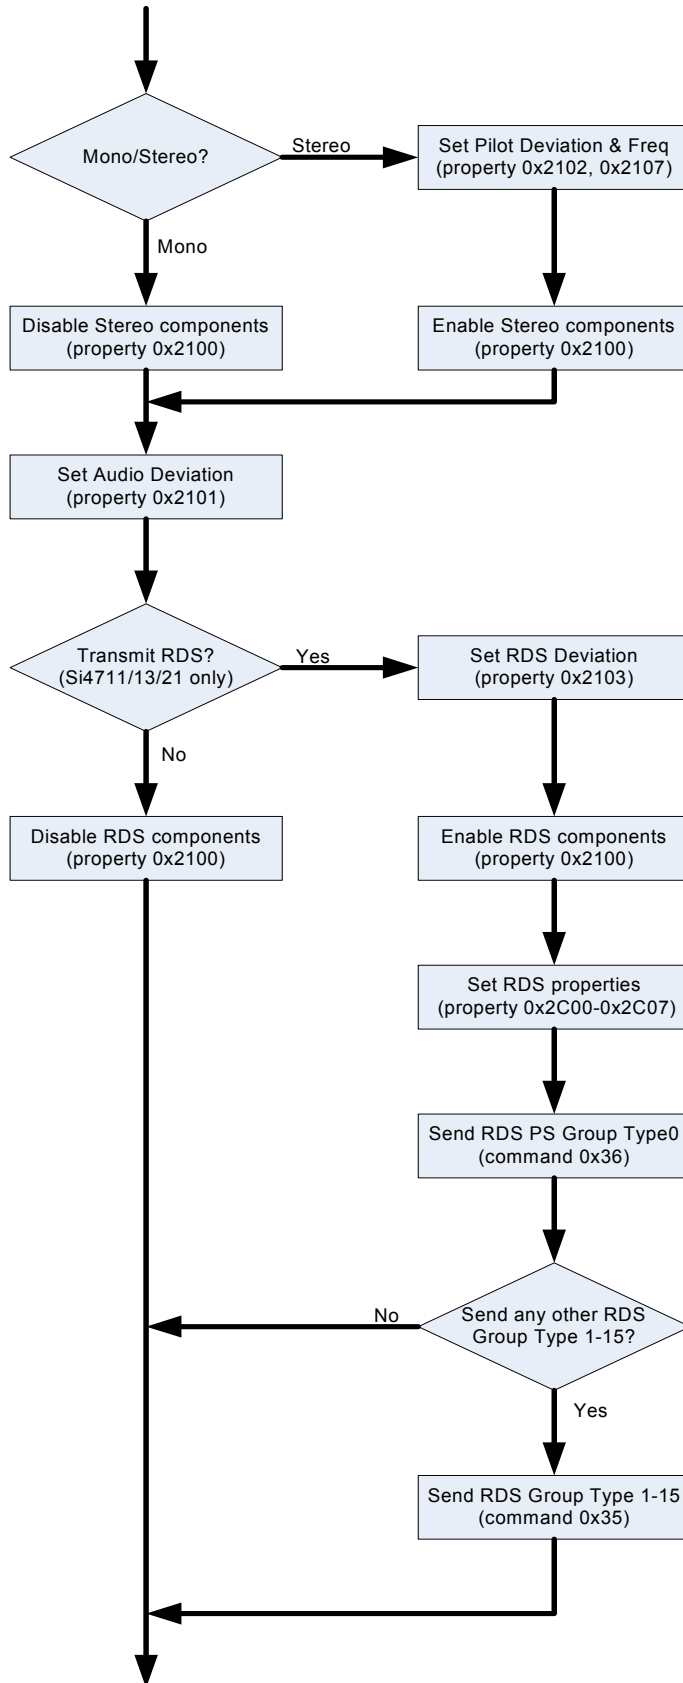 Mono/Stereo?
Stereo
Set Pilot Deviation & Freq
(property 0x2102, 0x2107)
Mono
Disable Stereo components
(property 0x2100)
Enable Stereo components
(property 0x2100)
Set Audio Deviation
(property 0x2101)
Transmit RDS?
(Si4711/13/21 only)
Yes
Set RDS Deviation
(property 0x2103)
No
Disable RDS components
(property 0x2100)
Enable RDS components
(property 0x2100)
Set RDS properties
(property 0x2C00-0x2C07)
Send RDS PS Group Type0
(command 0x36)
No
Send any other RDS
Group Type 1-15?
Yes
Send RDS Group Type 1-15
(command 0x35)